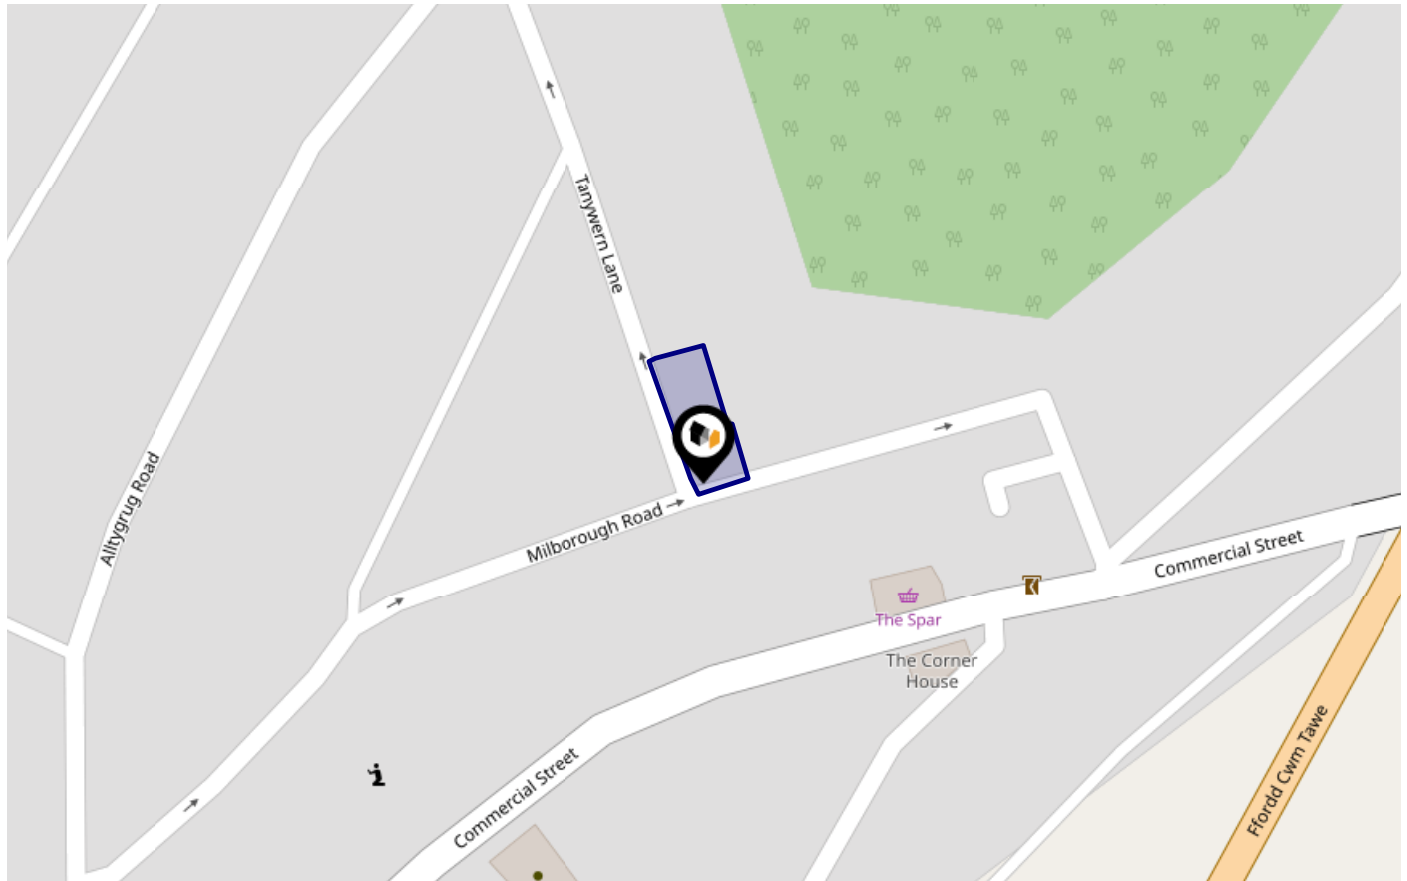 Tanywern Lane
Alltygrug Road
Milborough Road
Commercial Street
The Spar
The Corner
House
Commercial Street
Ffordd Cwm Tawe